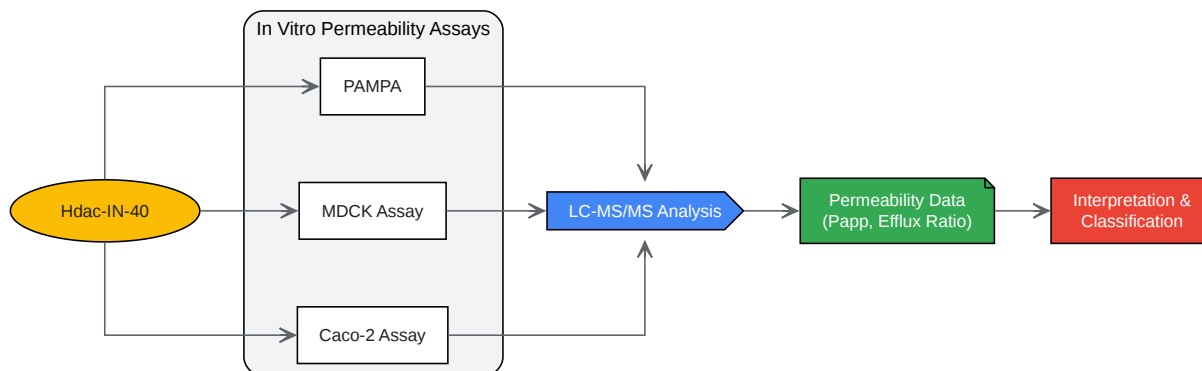 In Vitro Permeability Assays
PAMPA
Hdac-IN-40
MDCK Assay
LC-MS/MS Analysis
Permeability Data
(Papp, Efflux Ratio)
Interpretation &
Classification
Caco-2 Assay